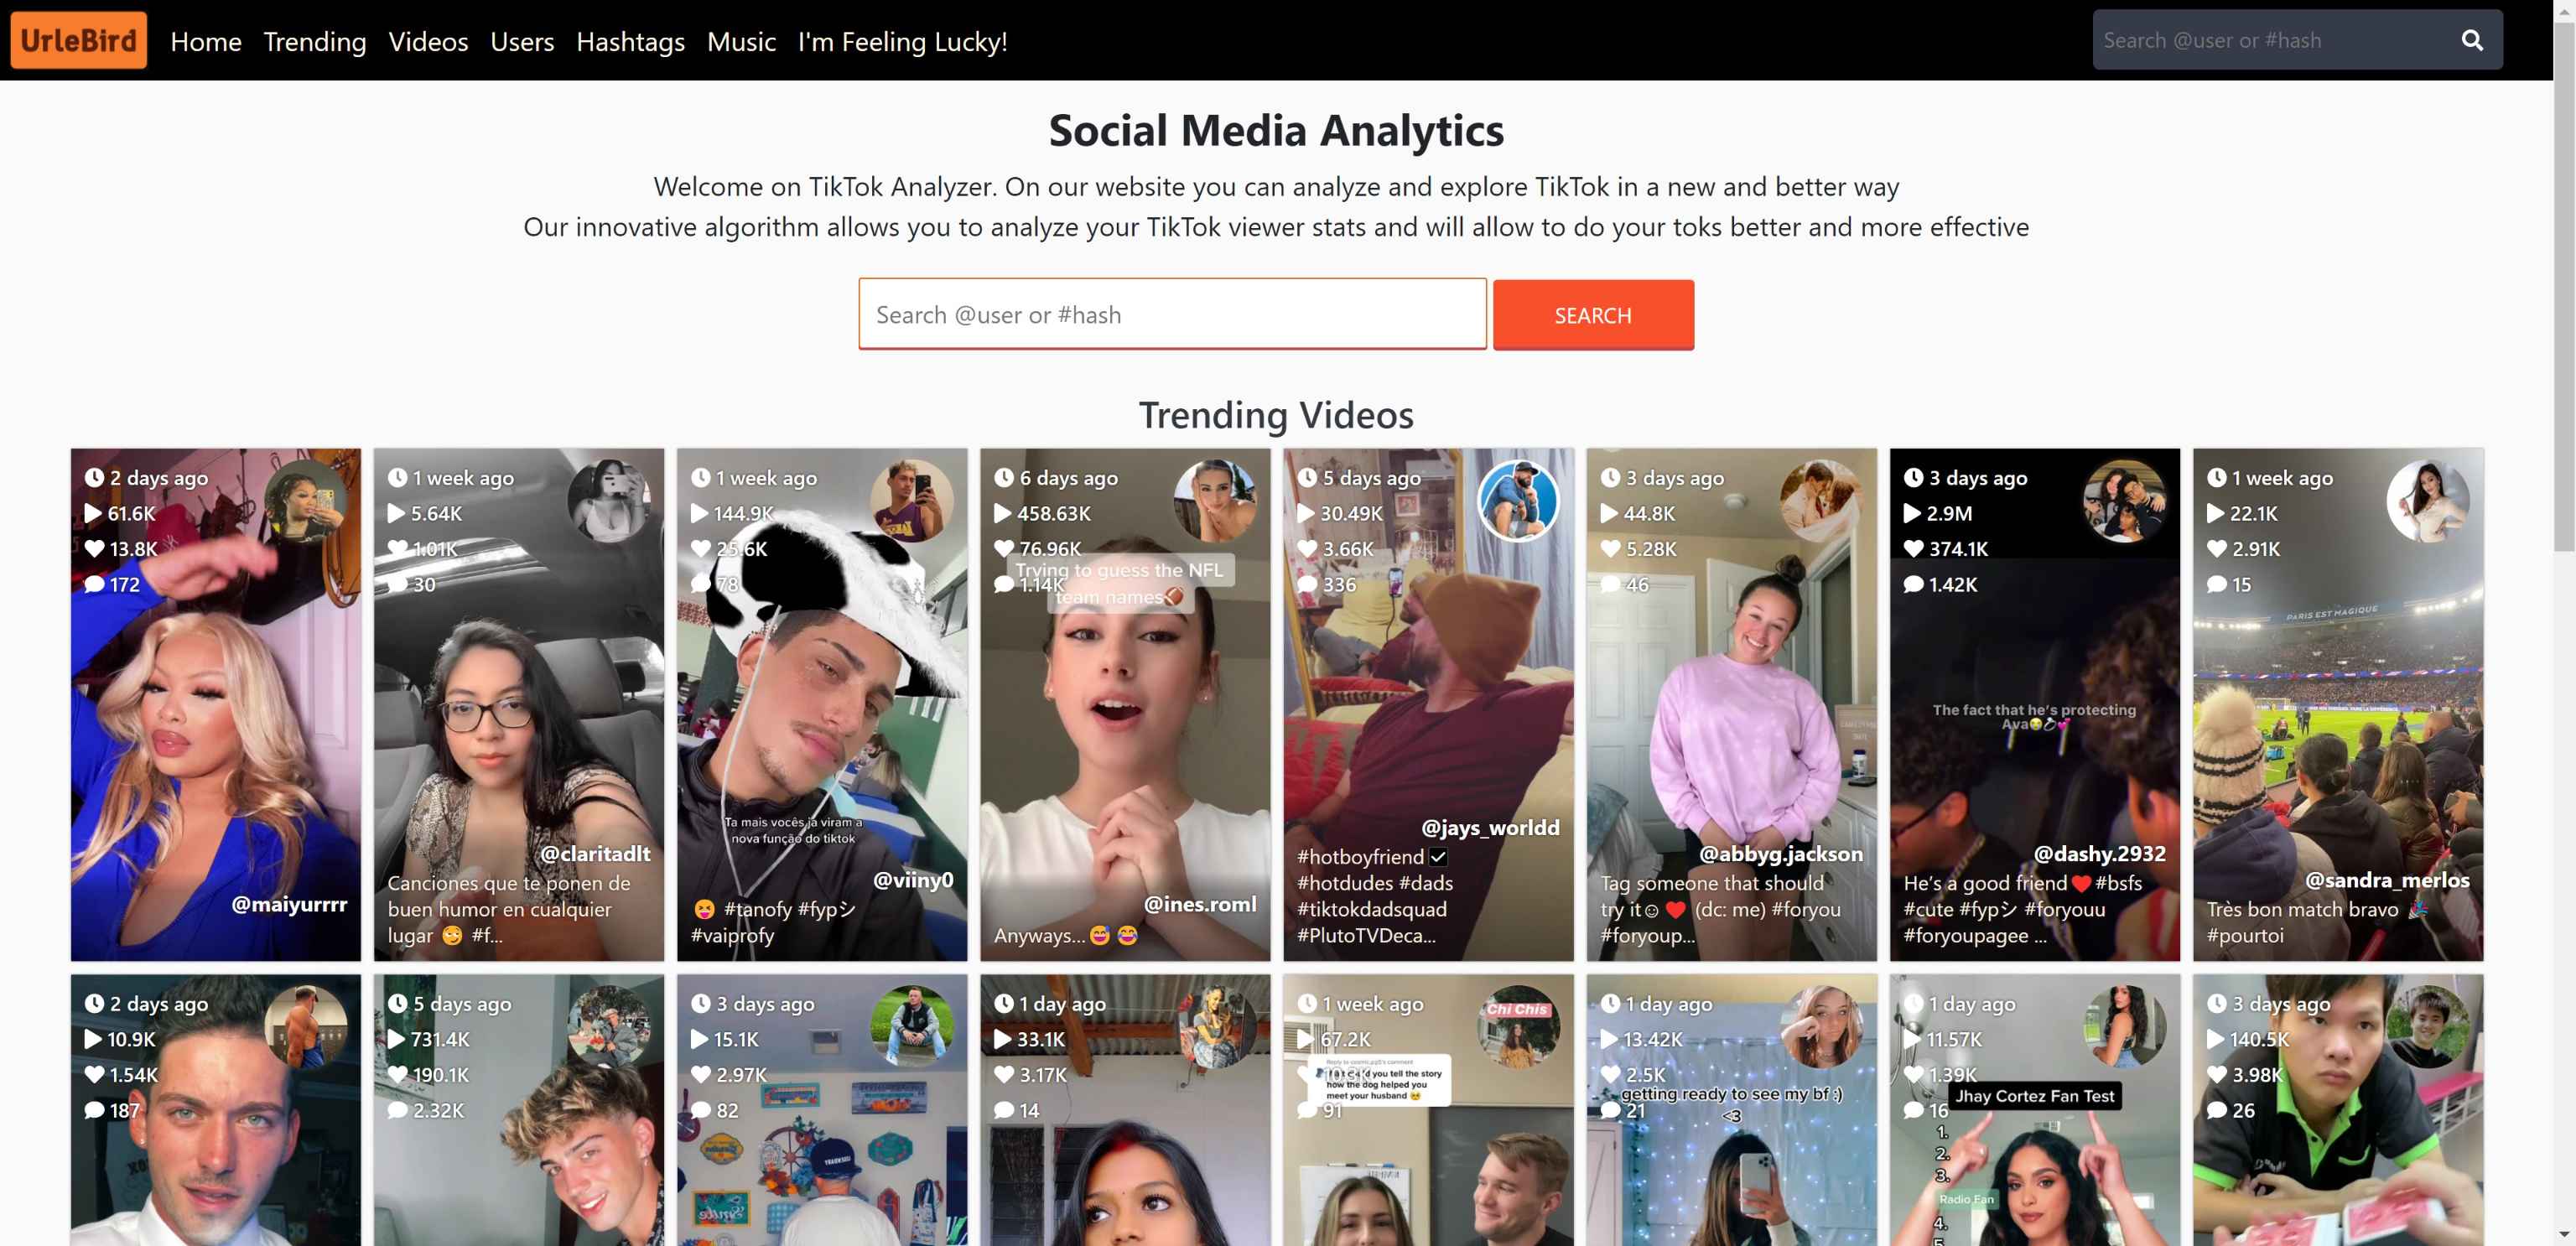 UrleBird Home Trending Videos Users Hashtags Music I'm Feeling Lucky! Search @user or #hash
Social Media Analytics
Welcome on TikTok Analyzer. On our website you can analyze and explore TikTok in a new and better way
Our innovative algorithm allows you to analyze your TikTok viewer stats and will allow to do your toks better and more effective
Search @user or #hash SEARCH
Trending Videos
2 days ago
61.6K
13.8K
172
@maiyurrrr
1 week ago
5.64K
1.01K
30
@claritadlt
Canciones que te ponen de
buen humor en cualquier
lugar 🙄 #f...
1 week ago
144.9K
25.6K
78
Ta mais vocês já viram a
nova função do tiktok
@viiny0
😝 #tanofy #fypシ
#vaiprofy
6 days ago
458.63K
76.96K
1.14K
Trying to guess the NFL
team names🏈
@ines.roml
Anyways...😅😂
5 days ago
30.49K
3.66K
336
@jays_worldd
#hotboyfriend✅
#hotdudes #dads
#tiktokdadsquad
#PlutoTVDeca...
3 days ago
44.8K
5.28K
46
@abbyg.jackson
Tag someone that should
try it☺❤️ (dc: me) #foryou
#foryoup...
3 days ago
2.9M
374.1K
1.42K
The fact that he's protecting
Ava😭💍💕
@dashy.2932
He's a good friend❤️#bsfs
#cute #fypシ #foryouu
#foryoupagee ...
1 week ago
22.1K
2.91K
15
PARIS EST MAGIQUE
@sandra_merlos
Très bon match bravo 🎉
#pourtoi
2 days ago
10.9K
1.54K
187
5 days ago
731.4K
190.1K
2.32K
3 days ago
15.1K
2.97K
82
1 day ago
33.1K
3.17K
14
1 week ago
Chi Chis
67.2K
you tell the story
how the dog helped you
meet your husband 🥺
91
1 day ago
13.42K
2.5K
21
getting ready to see my bf :)
<3
1 day ago
11.57K
1.39K
16
Jhay Cortez Fan Test
1.
2.
3.
Radio Fan
4.
3 days ago
140.5K
3.98K
26